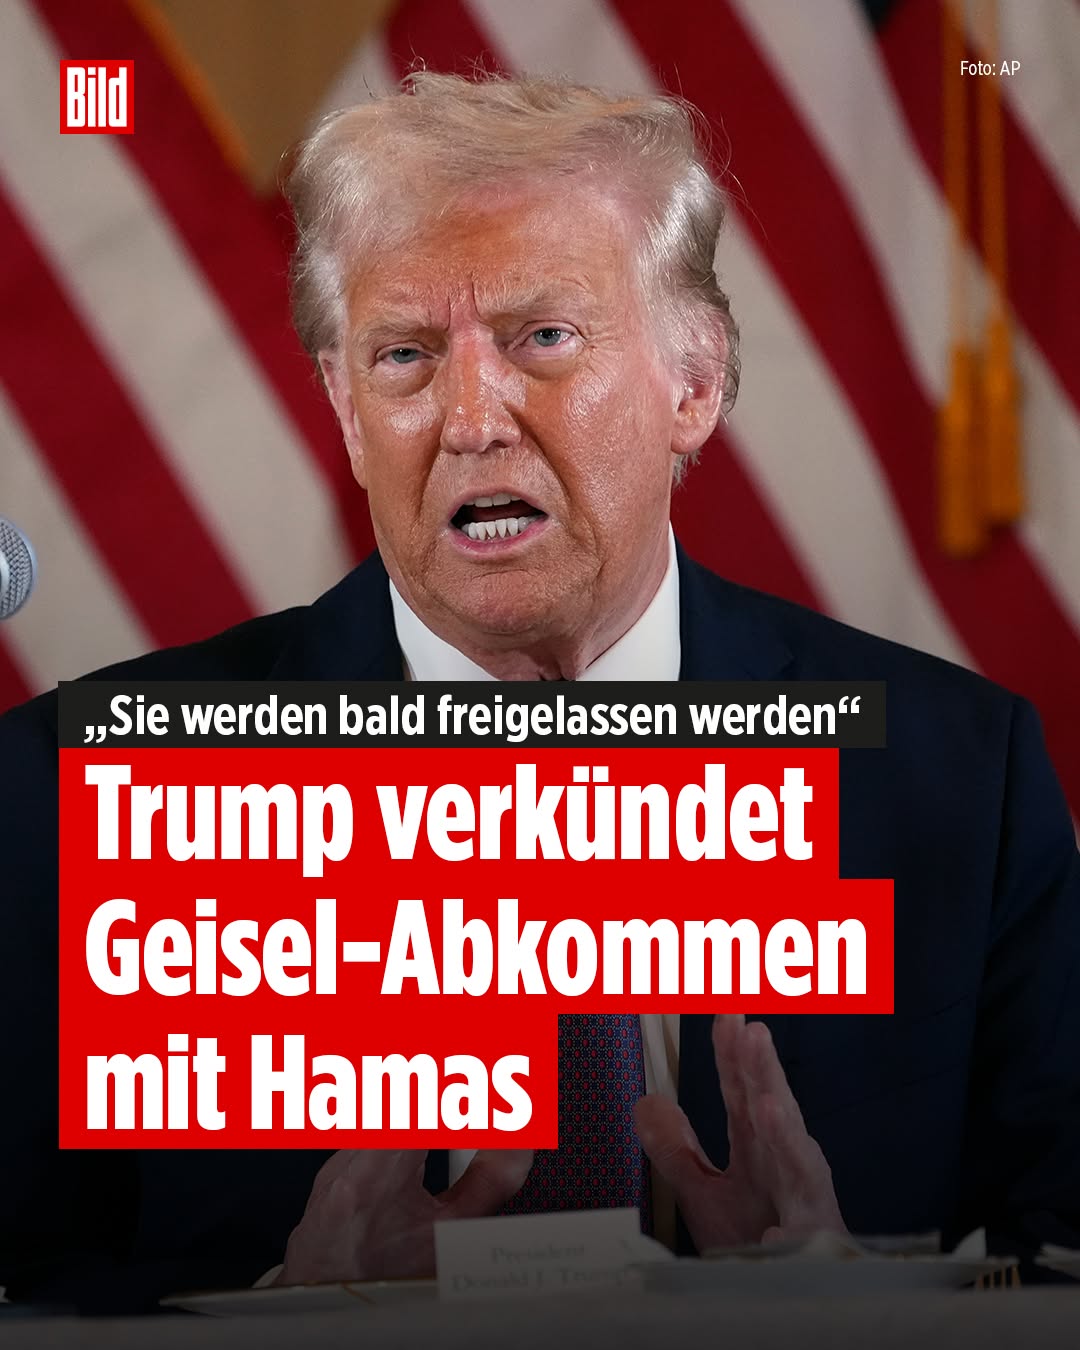 Bild
Foto: AP
„Sie werden bald freigelassen werden“
Trump verkündet
Geisel-Abkommen
mit Hamas
President
Donald J. Trump